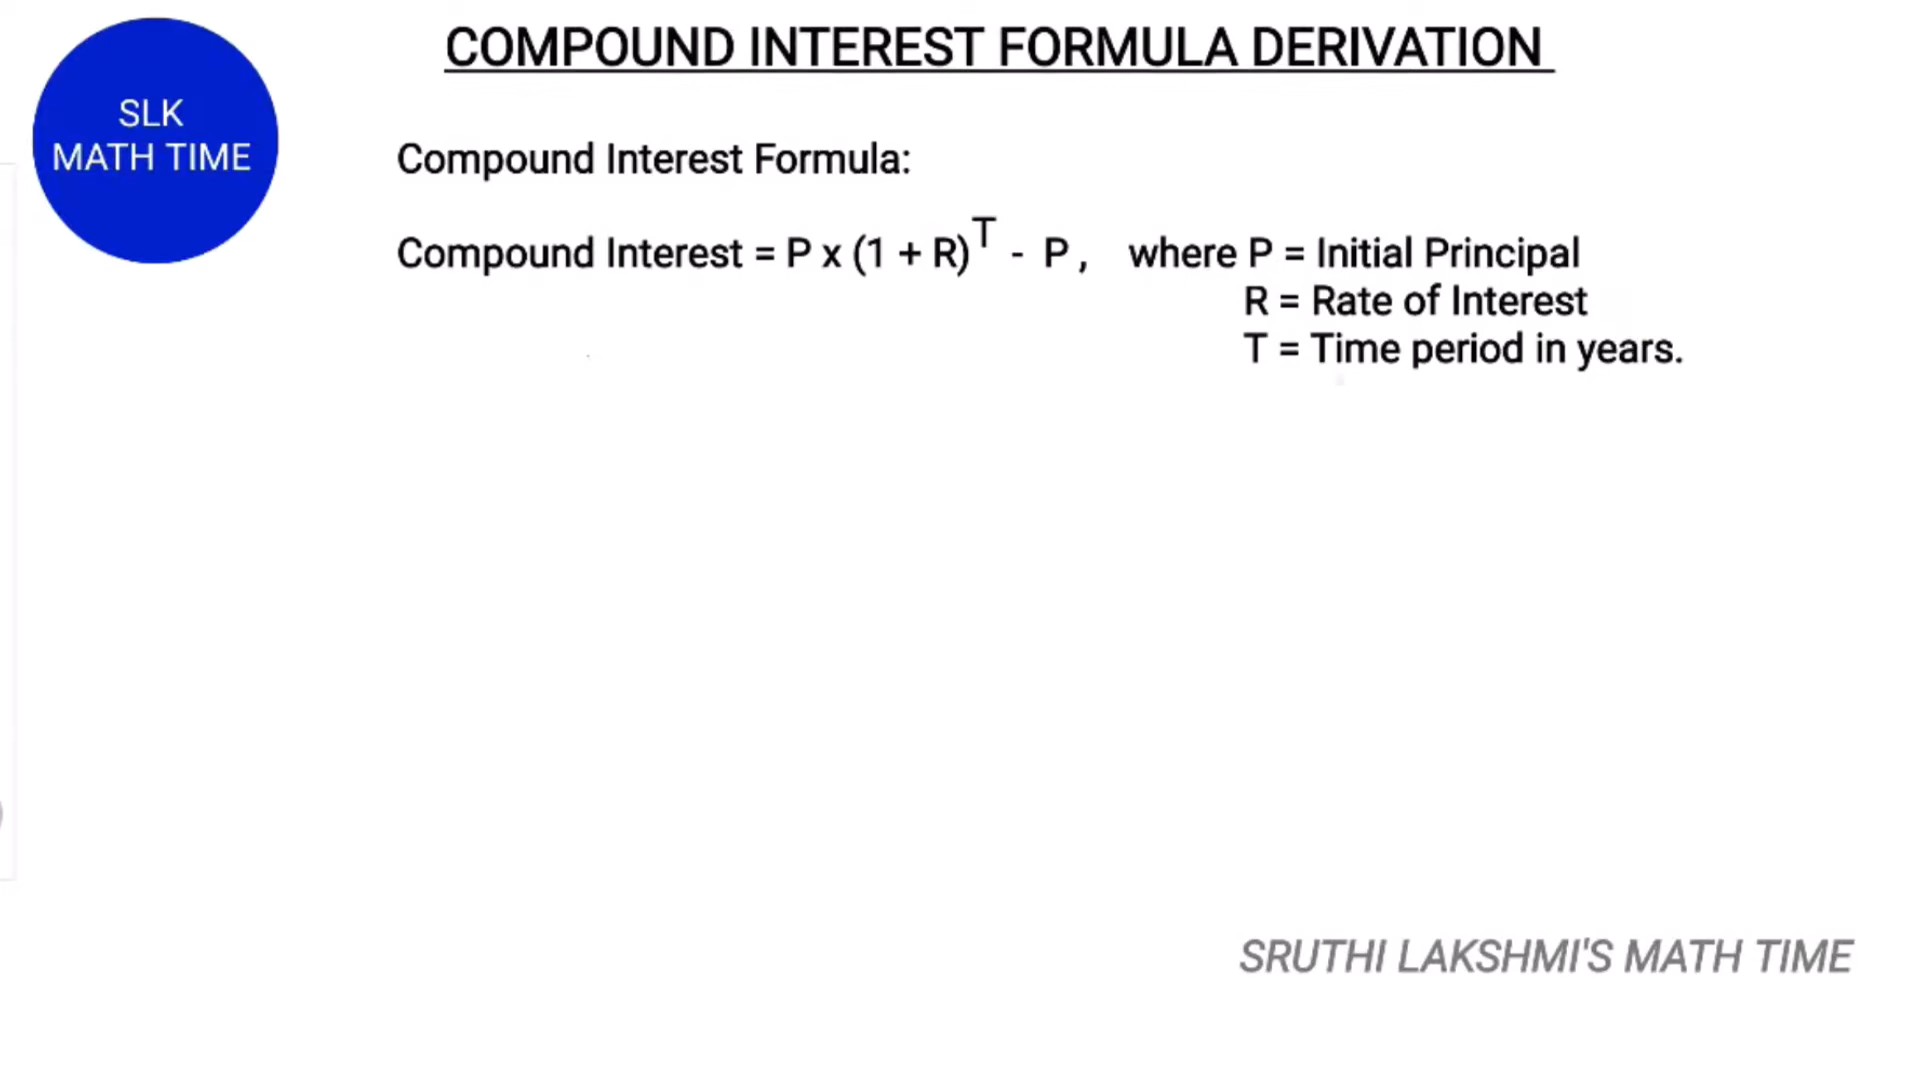 COMPOUND INTEREST FORMULA DERIVATION
SLK
MATH TIME
Compound Interest Formula:
Compound Interest = P x (1 + R)^T - P, where P = Initial Principal
R = Rate of Interest
T = Time period in years.
SRUTHI LAKSHMI'S MATH TIME